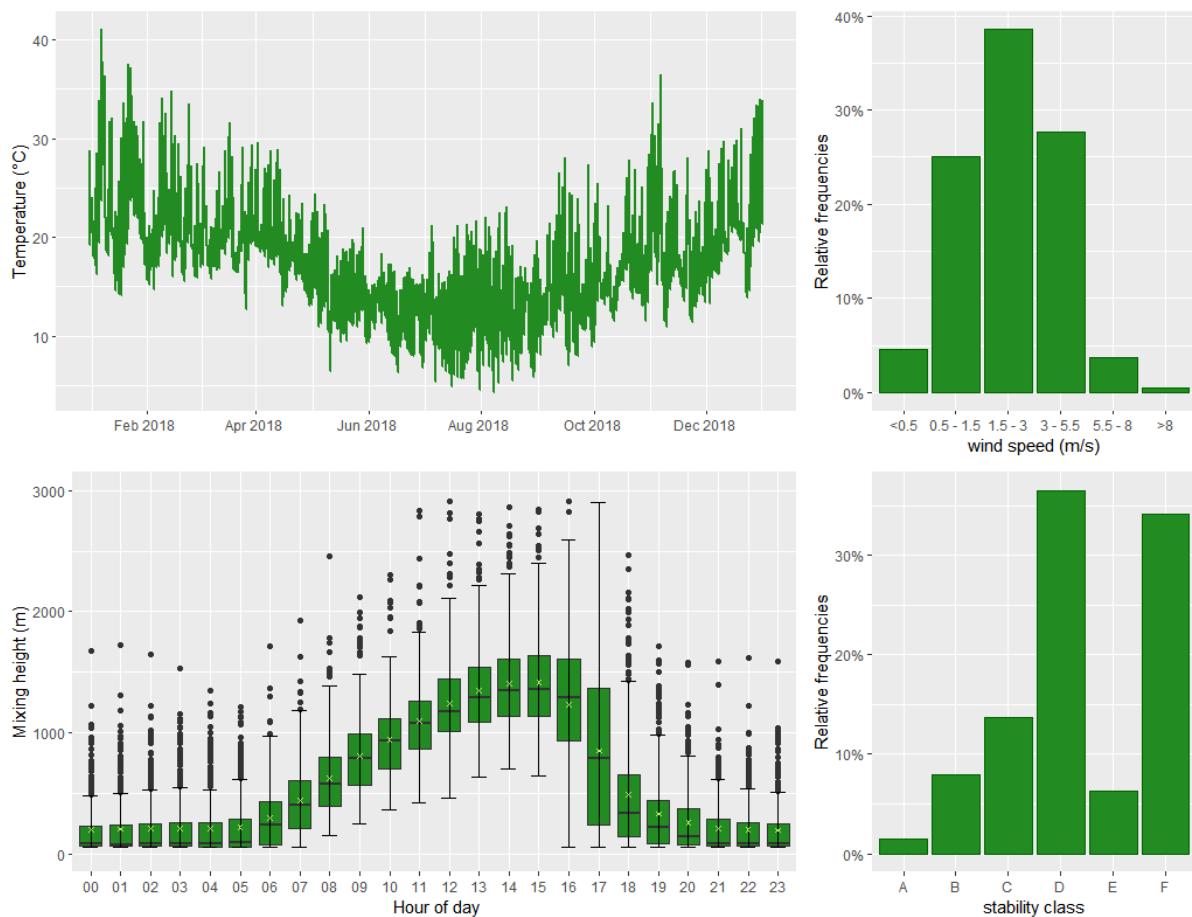 40
30
20
10
Temperature (°C)
Feb 2018 Apr 2018 Jun 2018 Aug 2018 Oct 2018 Dec 2018
40%
30%
20%
10%
0%
Relative frequencies
<0.5 0.5 - 1.5 1.5 - 3 3 - 5.5 5.5 - 8 >8
wind speed (m/s)
3000
2000
1000
0
Mixing height (m)
00 01 02 03 04 05 06 07 08 09 10 11 12 13 14 15 16 17 18 19 20 21 22 23
Hour of day
30%
20%
10%
0%
Relative frequencies
A B C D E F
stability class